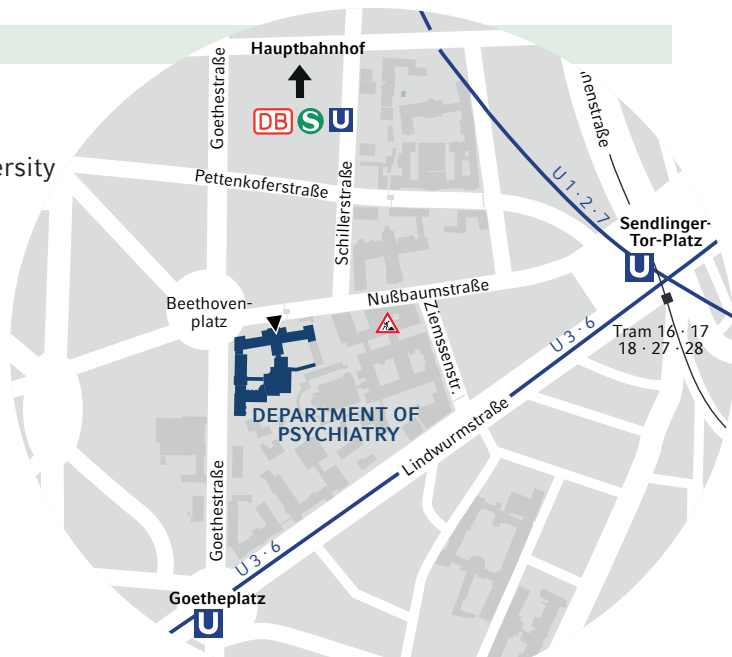 Hauptbahnhof
DB S U
Goethestraße
nenstraße
ersity
Pettenkoferstraße
Schillerstraße
U 1 · 2 · 7
Sendlinger-
Tor-Platz
U
Beethoven-
platz
Nußbaumstraße
Ziemssenstr.
U 3 · 6
Tram 16 · 17
18 · 27 · 28
DEPARTMENT OF
PSYCHIATRY
Lindwurmstraße
Goethestraße
U 3 · 6
Goetheplatz
U